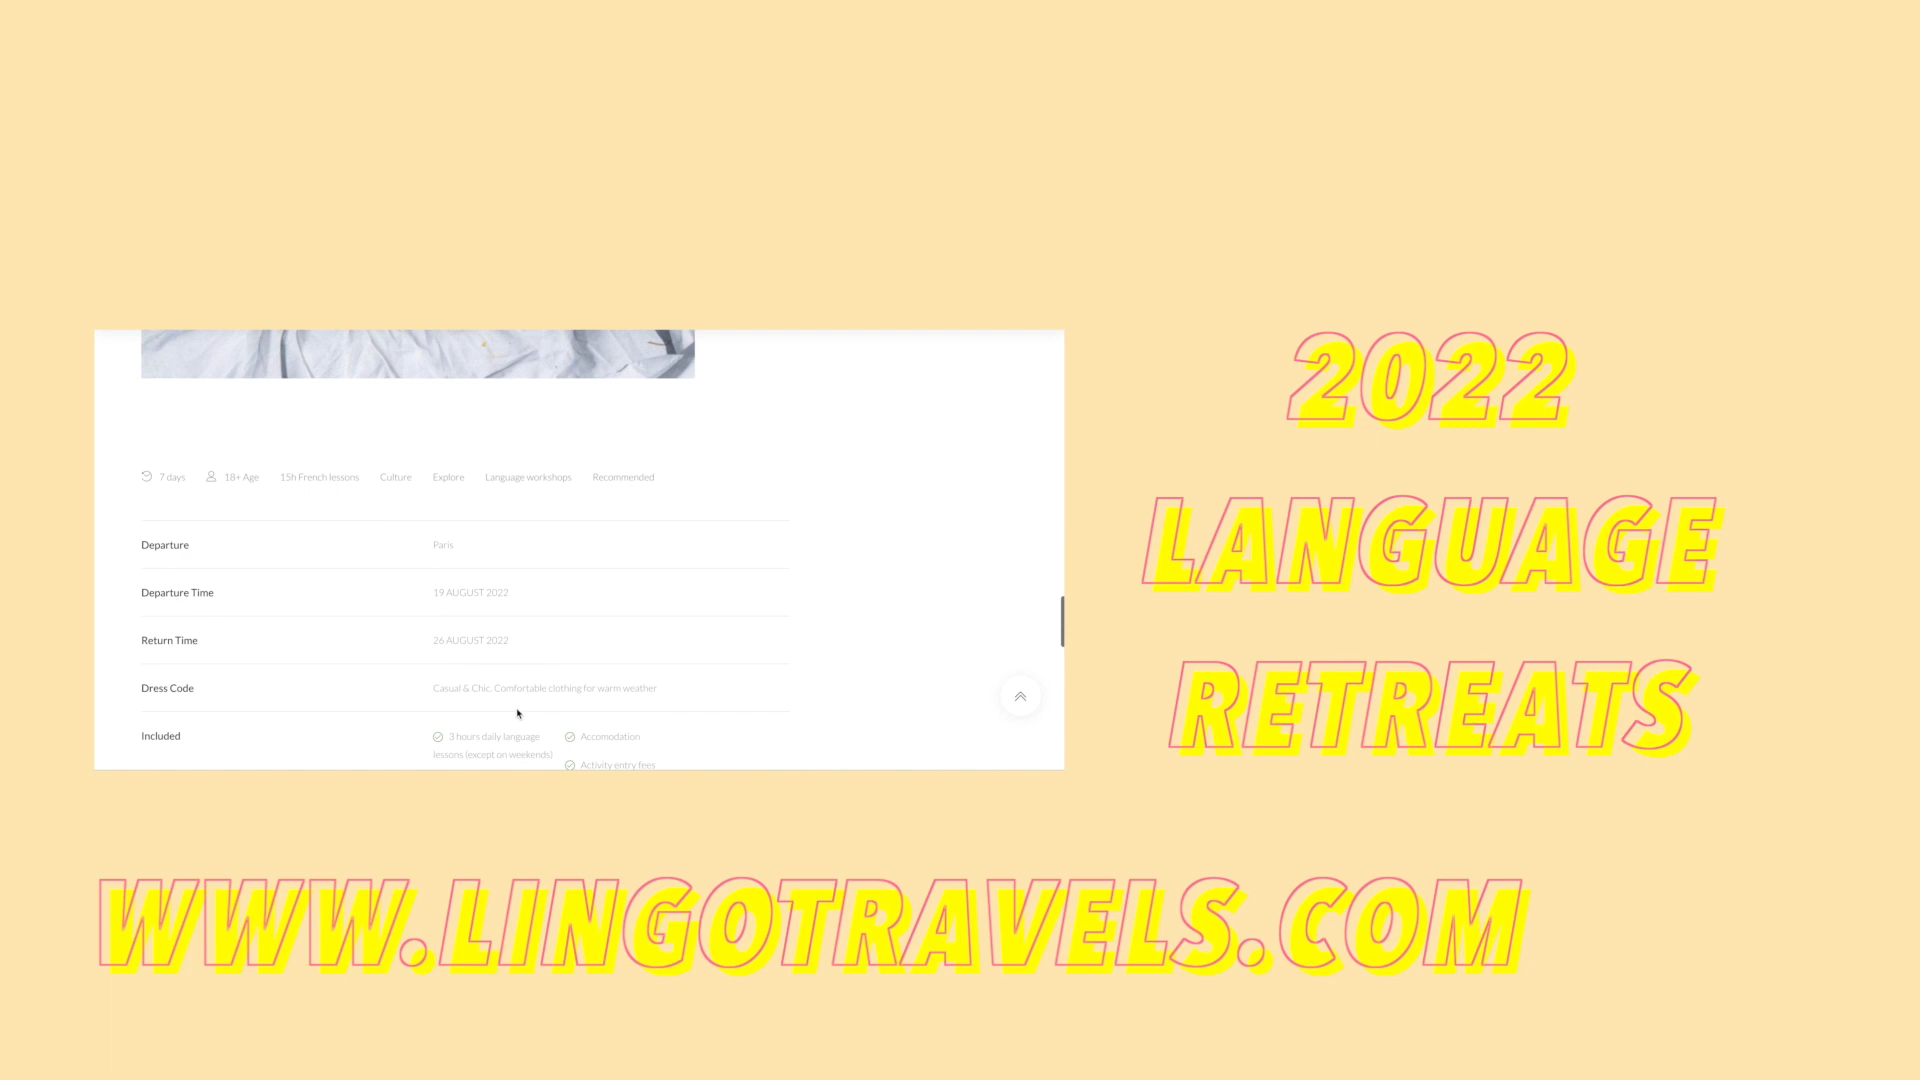 7 days 18+ Age 15h French lessons Culture Explore Language workshops Recommended
Departure Paris
Departure Time 19 AUGUST 2022
Return Time 26 AUGUST 2022
Dress Code Casual & Chic. Comfortable clothing for warm weather
Included 3 hours daily language Accomodation
lessons (except on weekends)
Activity entry fees
2022
LANGUAGE
RETREATS
WWW.LINGOTRAVELS.COM